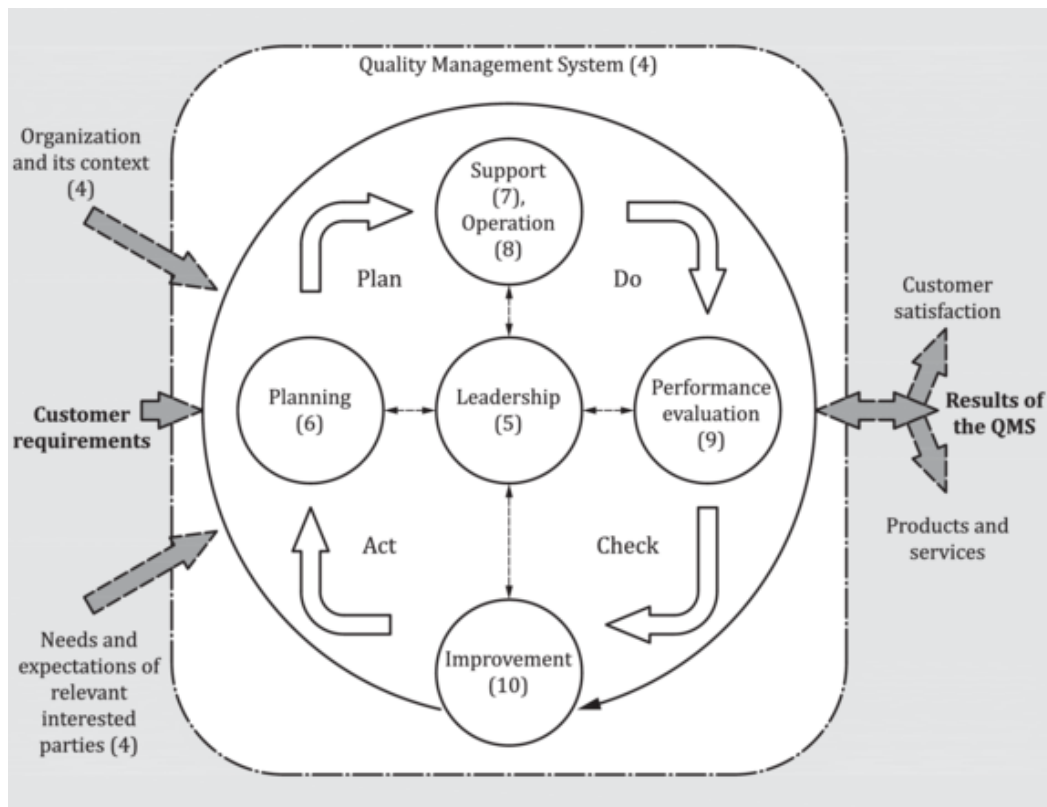 Quality Management System (4)
Organization
and its context
(4)
Support
(7),
Operation
(8)
Plan
Do
Customer
satisfaction
Planning
(6)
Leadership
(5)
Performance
evaluation
(9)
Customer
requirements
Results of
the QMS
Act
Check
Products and
services
Needs and
expectations of
relevant
interested
parties (4)
Improvement
(10)